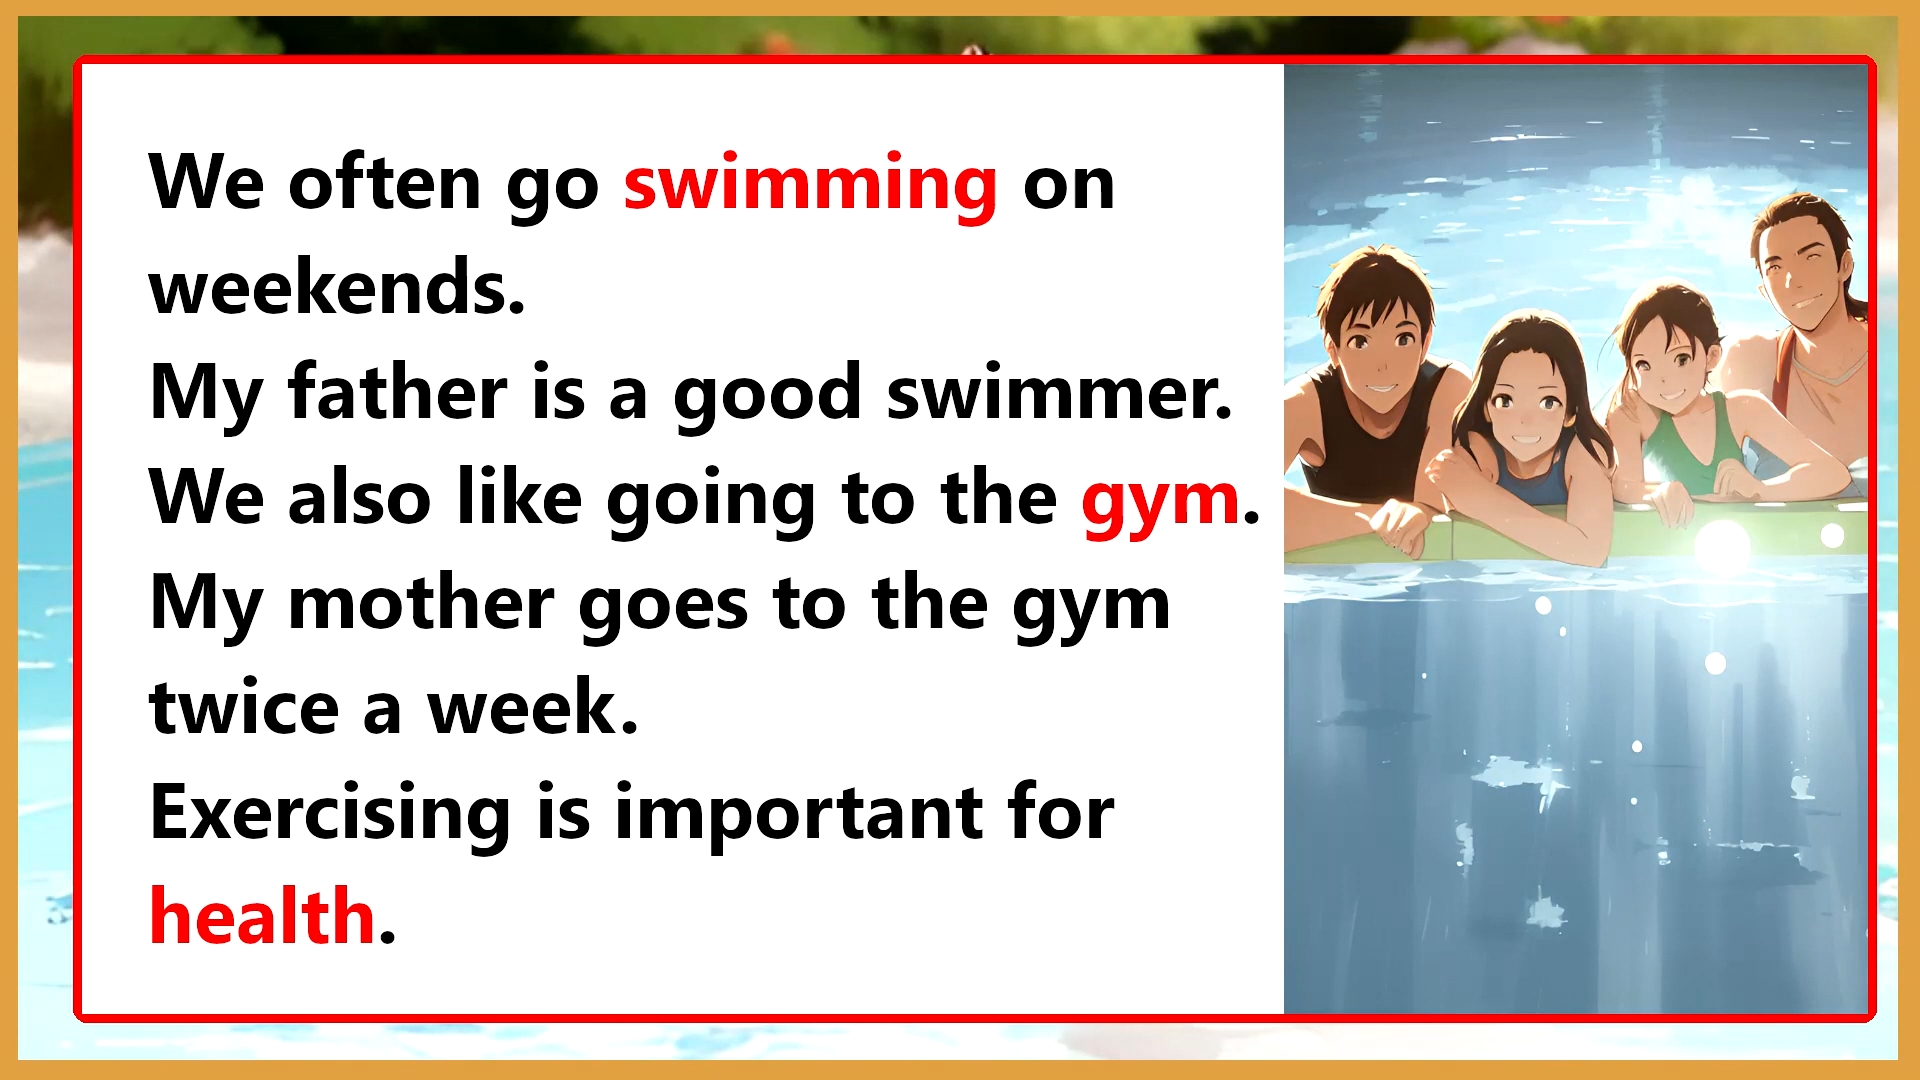 We often go swimming on
weekends.
My father is a good swimmer.
We also like going to the gym.
My mother goes to the gym
twice a week.
Exercising is important for
health.